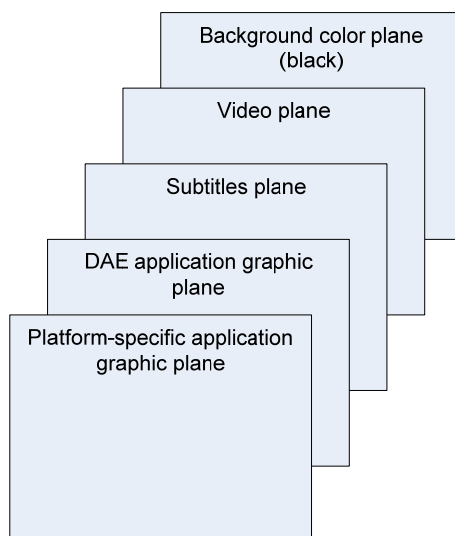 Background color plane
(black)
Video plane
Subtitles plane
DAE application graphic
plane
Platform-specific application
graphic plane